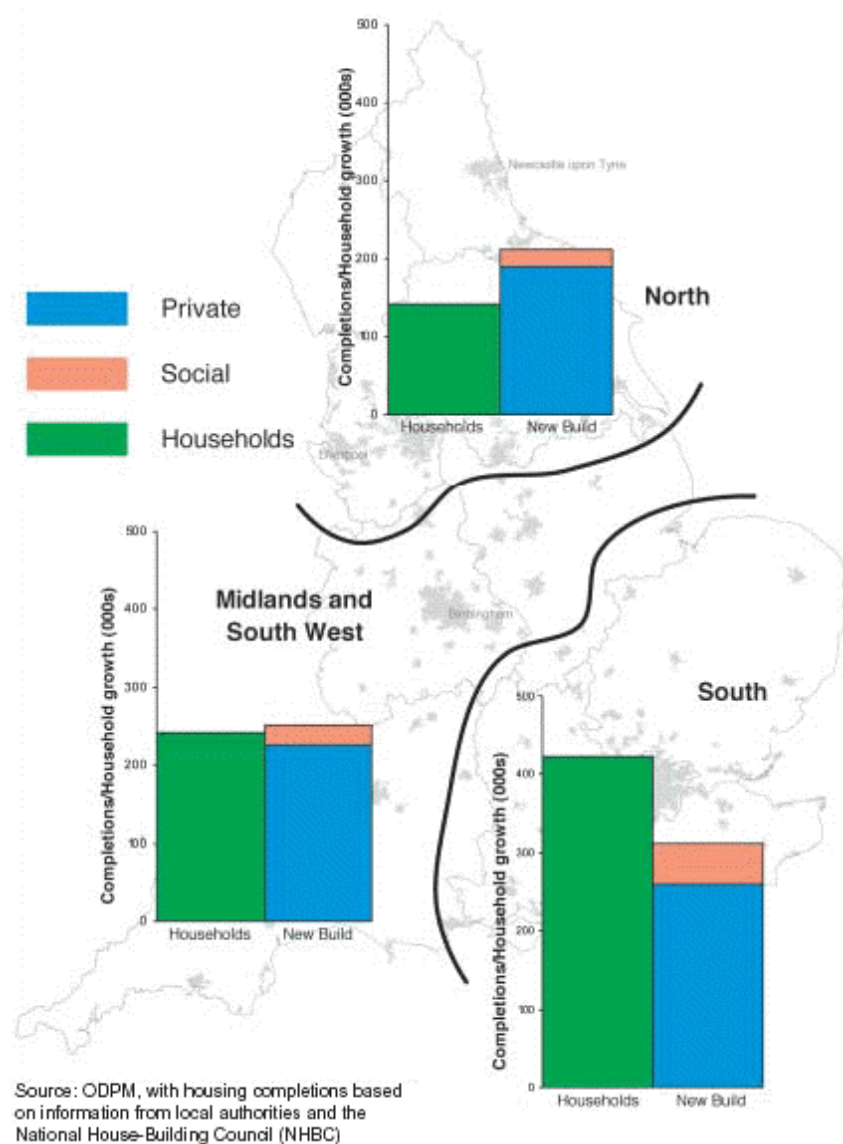 Completions/Household growth (000s)
500
400
300
200
100
0
Newcastle upon Tyne
North
Households
New Build
Private
Social
Households
Liverpool
Completions/Household growth (000s)
500
400
300
200
100
0
Midlands and
South West
Birmingham
Households
New Build
Completions/Household growth (000s)
500
400
300
200
100
0
South
Households
New Build
Source: ODPM, with housing completions based
on information from local authorities and the
National House-Building Council (NHBC)